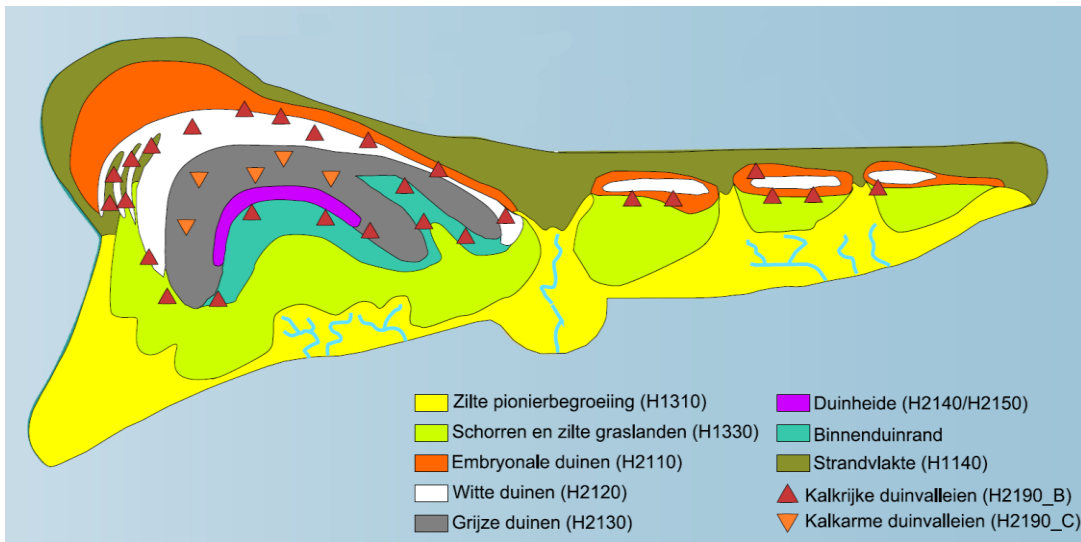 Zilte pionierbegroeiing (H1310)
Schorren en zilte graslanden (H1330)
Embryonale duinen (H2110)
Witte duinen (H2120)
Grijze duinen (H2130)
Duinheide (H2140/H2150)
Binnenduinrand
Strandvlakte (H1140)
Kalkrijke duinvalleien (H2190_B)
Kalkarme duinvalleien (H2190_C)